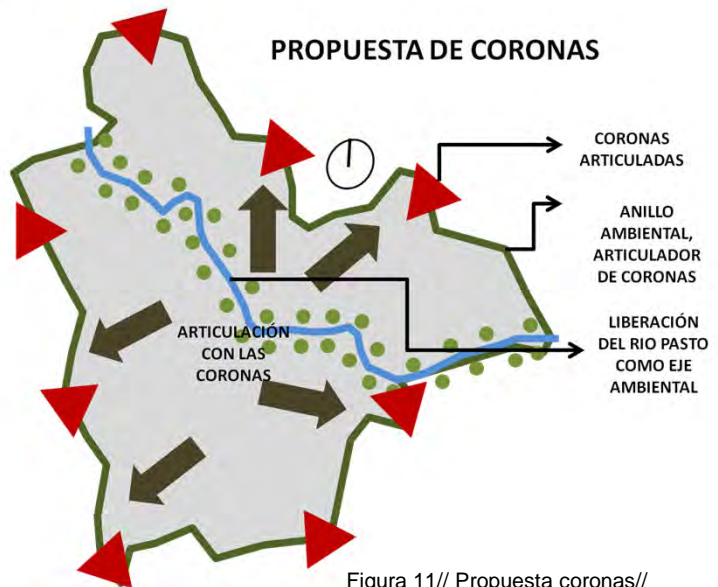 PROPUESTA DE CORONAS
CORONAS
ARTICULADAS
ANILLO
AMBIENTAL,
ARTICULADOR
DE CORONAS
LIBERACIÓN
DEL RIO PASTO
COMO EJE
AMBIENTAL
ARTICULACIÓN
CON LAS
CORONAS
Figura 11// Propuesta coronas//